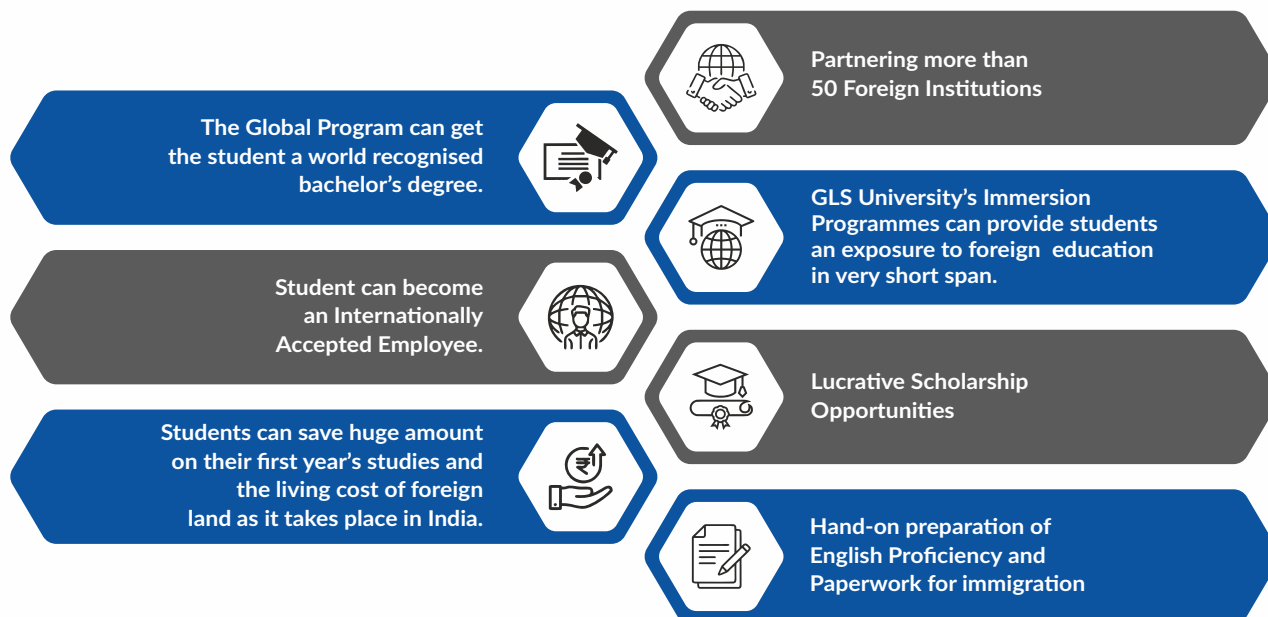 Partnering more than
50 Foreign Institutions
The Global Program can get
the student a world recognised
bachelor's degree.
GLS University's Immersion
Programmes can provide students
an exposure to foreign  education
in very short span.
Student can become
an Internationally
Accepted Employee.
Lucrative Scholarship
Opportunities
Students can save huge amount
on their first year's studies and
the living cost of foreign
land as it takes place in India.
Hand-on preparation of
English Proficiency and
Paperwork for immigration